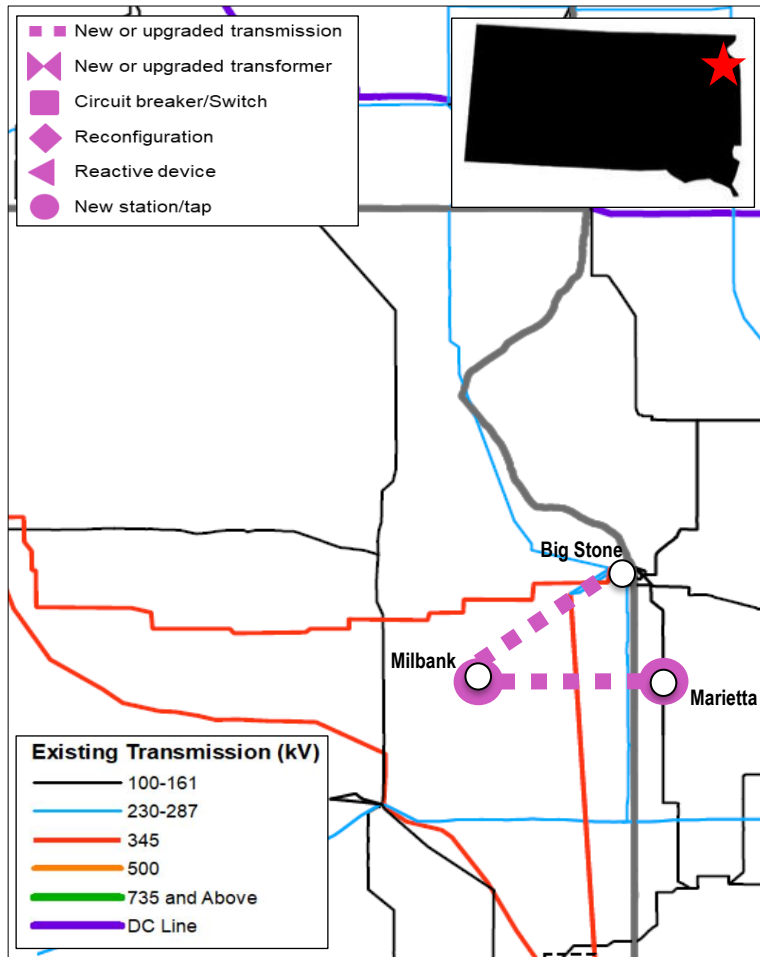 New or upgraded transmission
New or upgraded transformer
Circuit breaker/Switch
Reconfiguration
Reactive device
New station/tap
Big Stone
Milbank
Marietta
Existing Transmission (kV)
100-161
230-287
345
500
735 and Above
DC Line